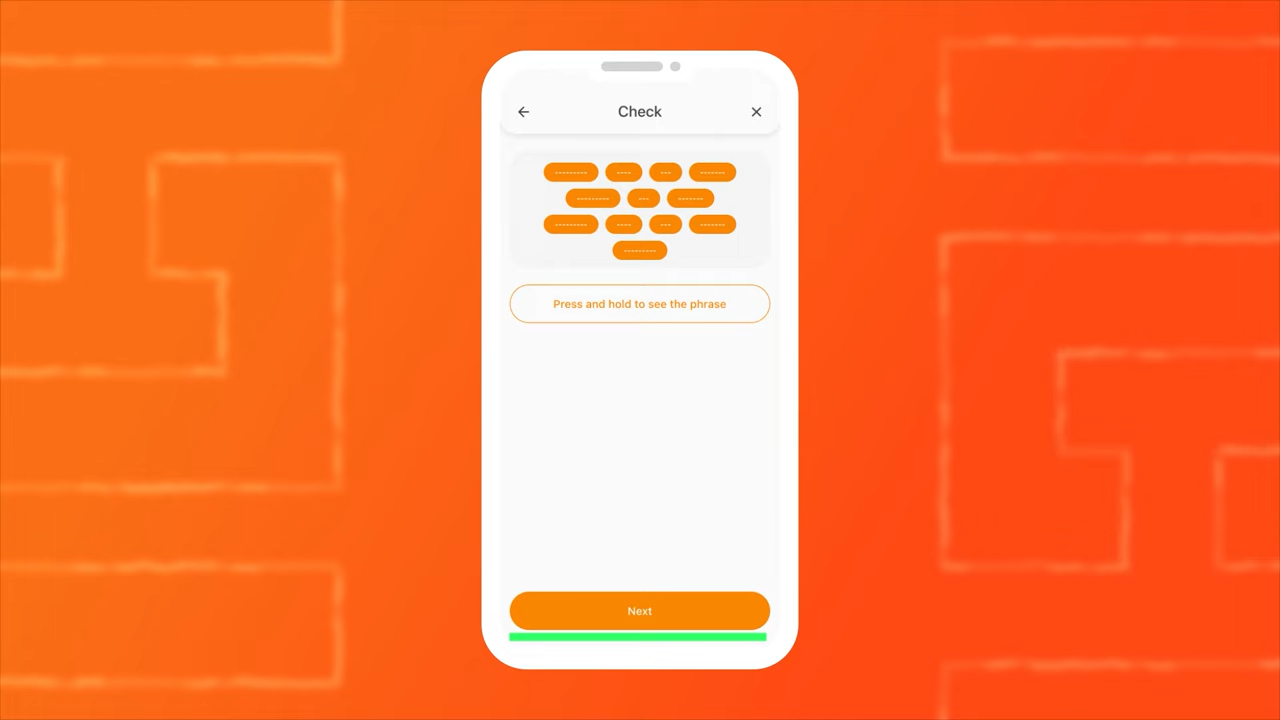 Check
--------- ---- --- -------
--------- --- -------
--------- ---- --- -------
---------
Press and hold to see the phrase
Next